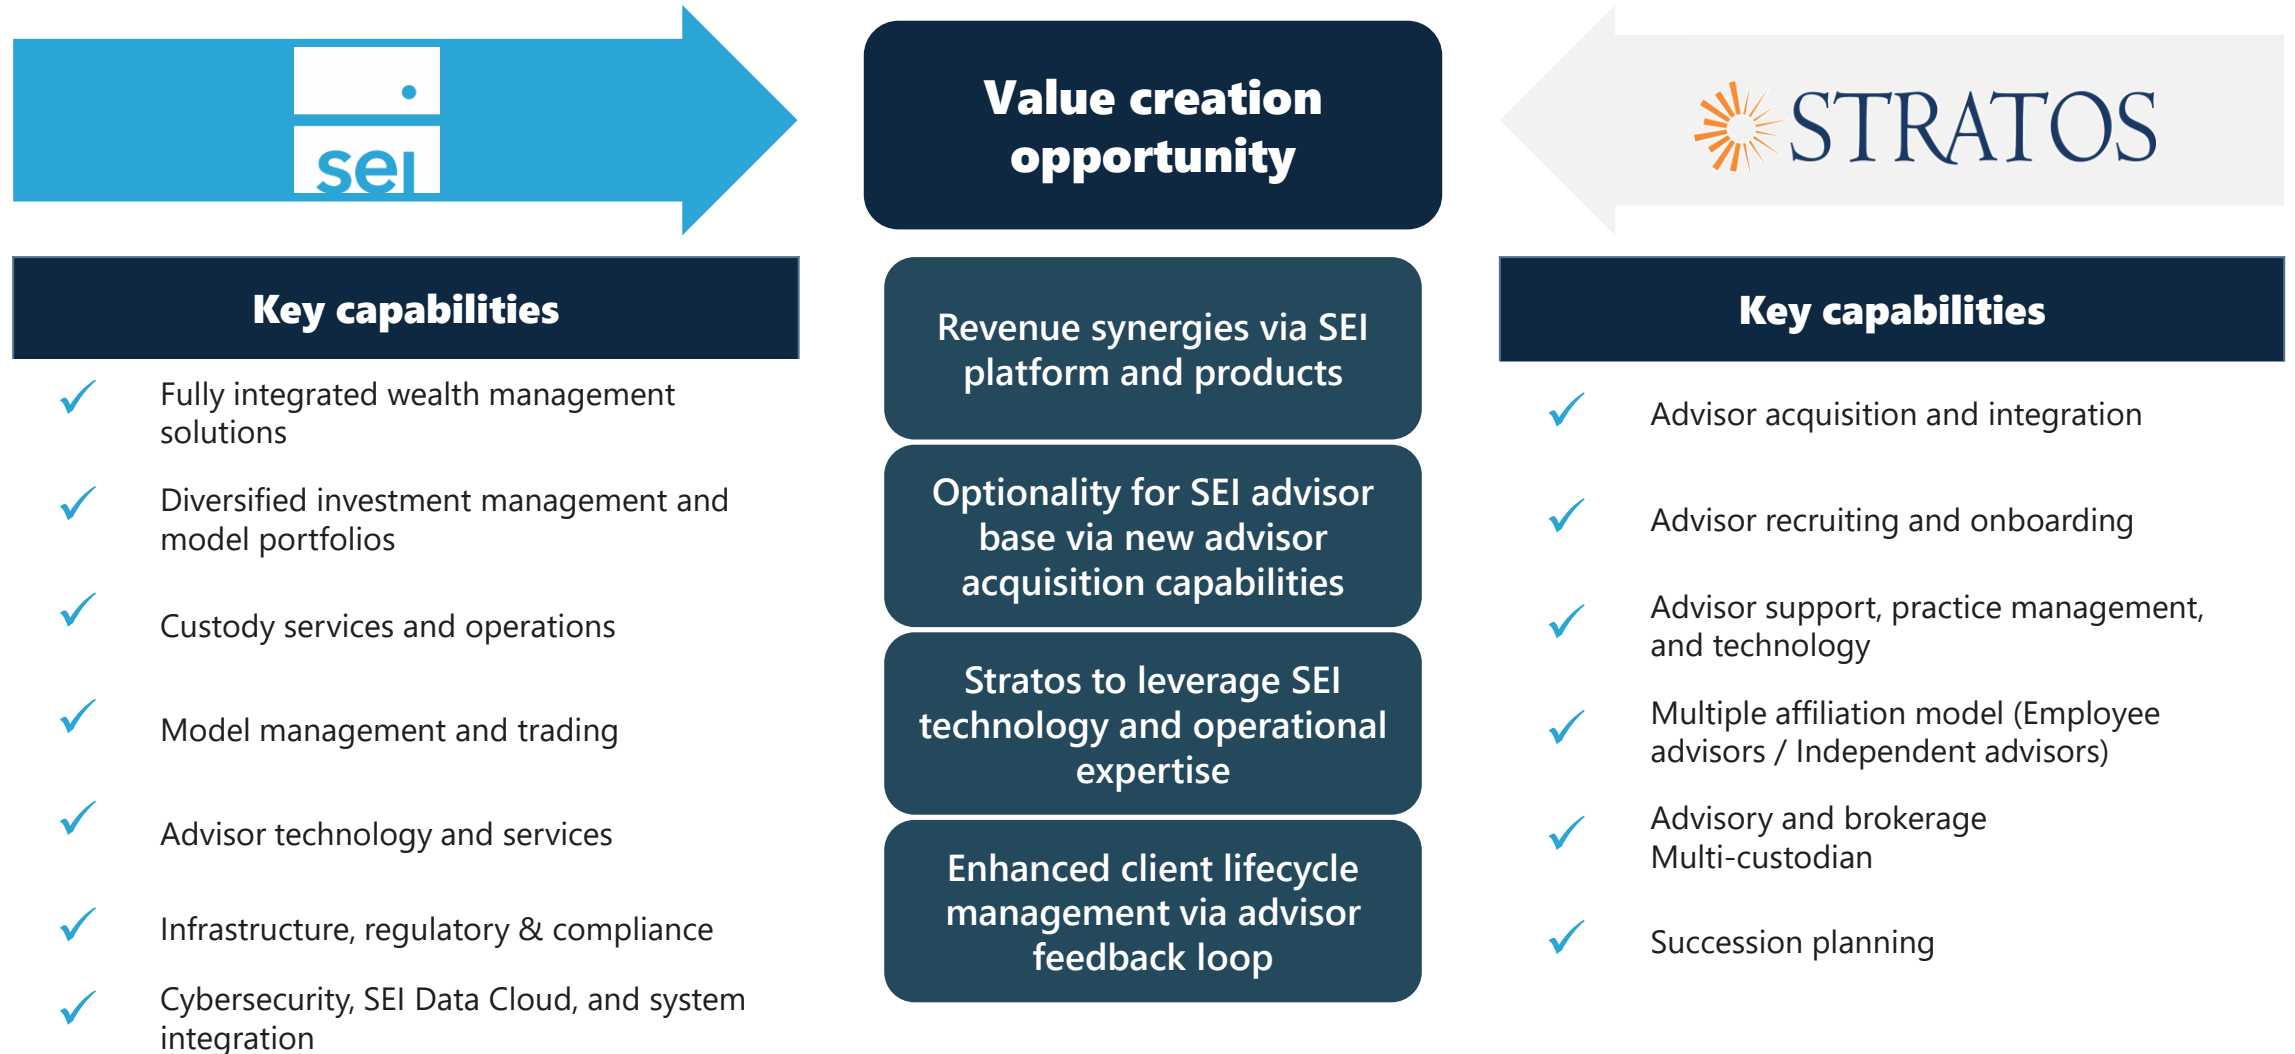 sei
Key capabilities
Fully integrated wealth management
solutions
Diversified investment management and
model portfolios
Custody services and operations
Model management and trading
Advisor technology and services
Infrastructure, regulatory & compliance
Cybersecurity, SEI Data Cloud, and system
integration
Value creation
opportunity
Revenue synergies via SEI
platform and products
Optionality for SEI advisor
base via new advisor
acquisition capabilities
Stratos to leverage SEI
technology and operational
expertise
Enhanced client lifecycle
management via advisor
feedback loop
STRATOS
Key capabilities
Advisor acquisition and integration
Advisor recruiting and onboarding
Advisor support, practice management,
and technology
Multiple affiliation model (Employee
advisors / Independent advisors)
Advisory and brokerage
Multi-custodian
Succession planning